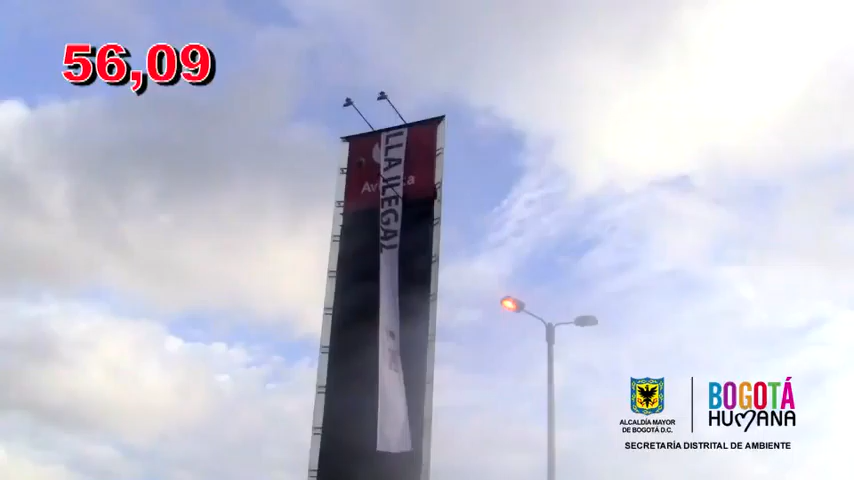 56,09
LLA ILEGAL
ALCALDÍA MAYOR
DE BOGOTÁ D.C.
BOGOTÁ
HUMANA
SECRETARÍA DISTRITAL DE AMBIENTE